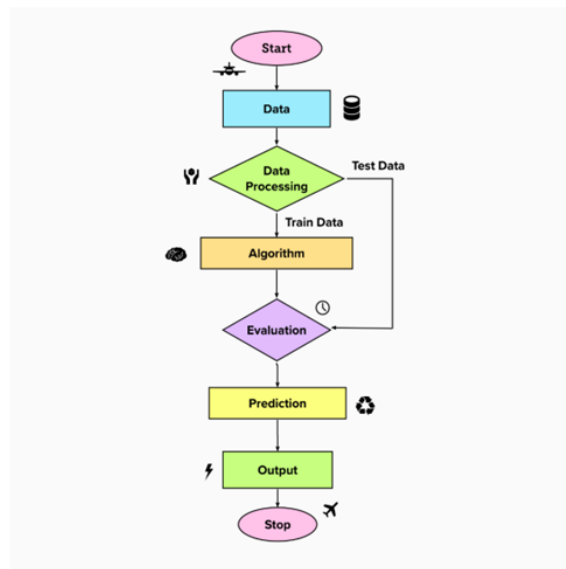 Start
Data
Data
Processing
Test Data
Train Data
Algorithm
Evaluation
Prediction
Output
Stop